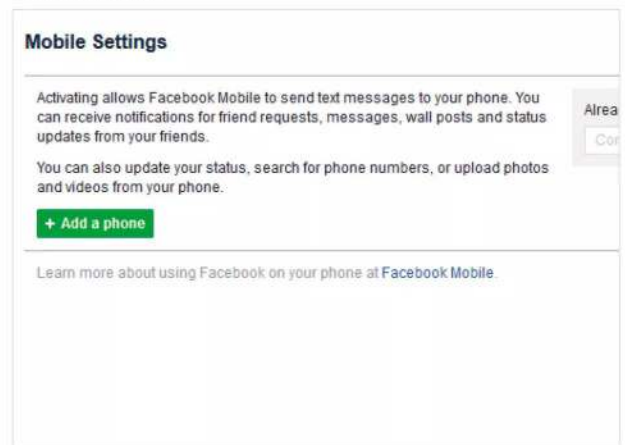 Mobile Settings
Activating allows Facebook Mobile to send text messages to your phone. You
can receive notifications for friend requests, messages, wall posts and status
updates from your friends.
You can also update your status, search for phone numbers, or upload photos
and videos from your phone.
+ Add a phone
Learn more about using Facebook on your phone at Facebook Mobile.